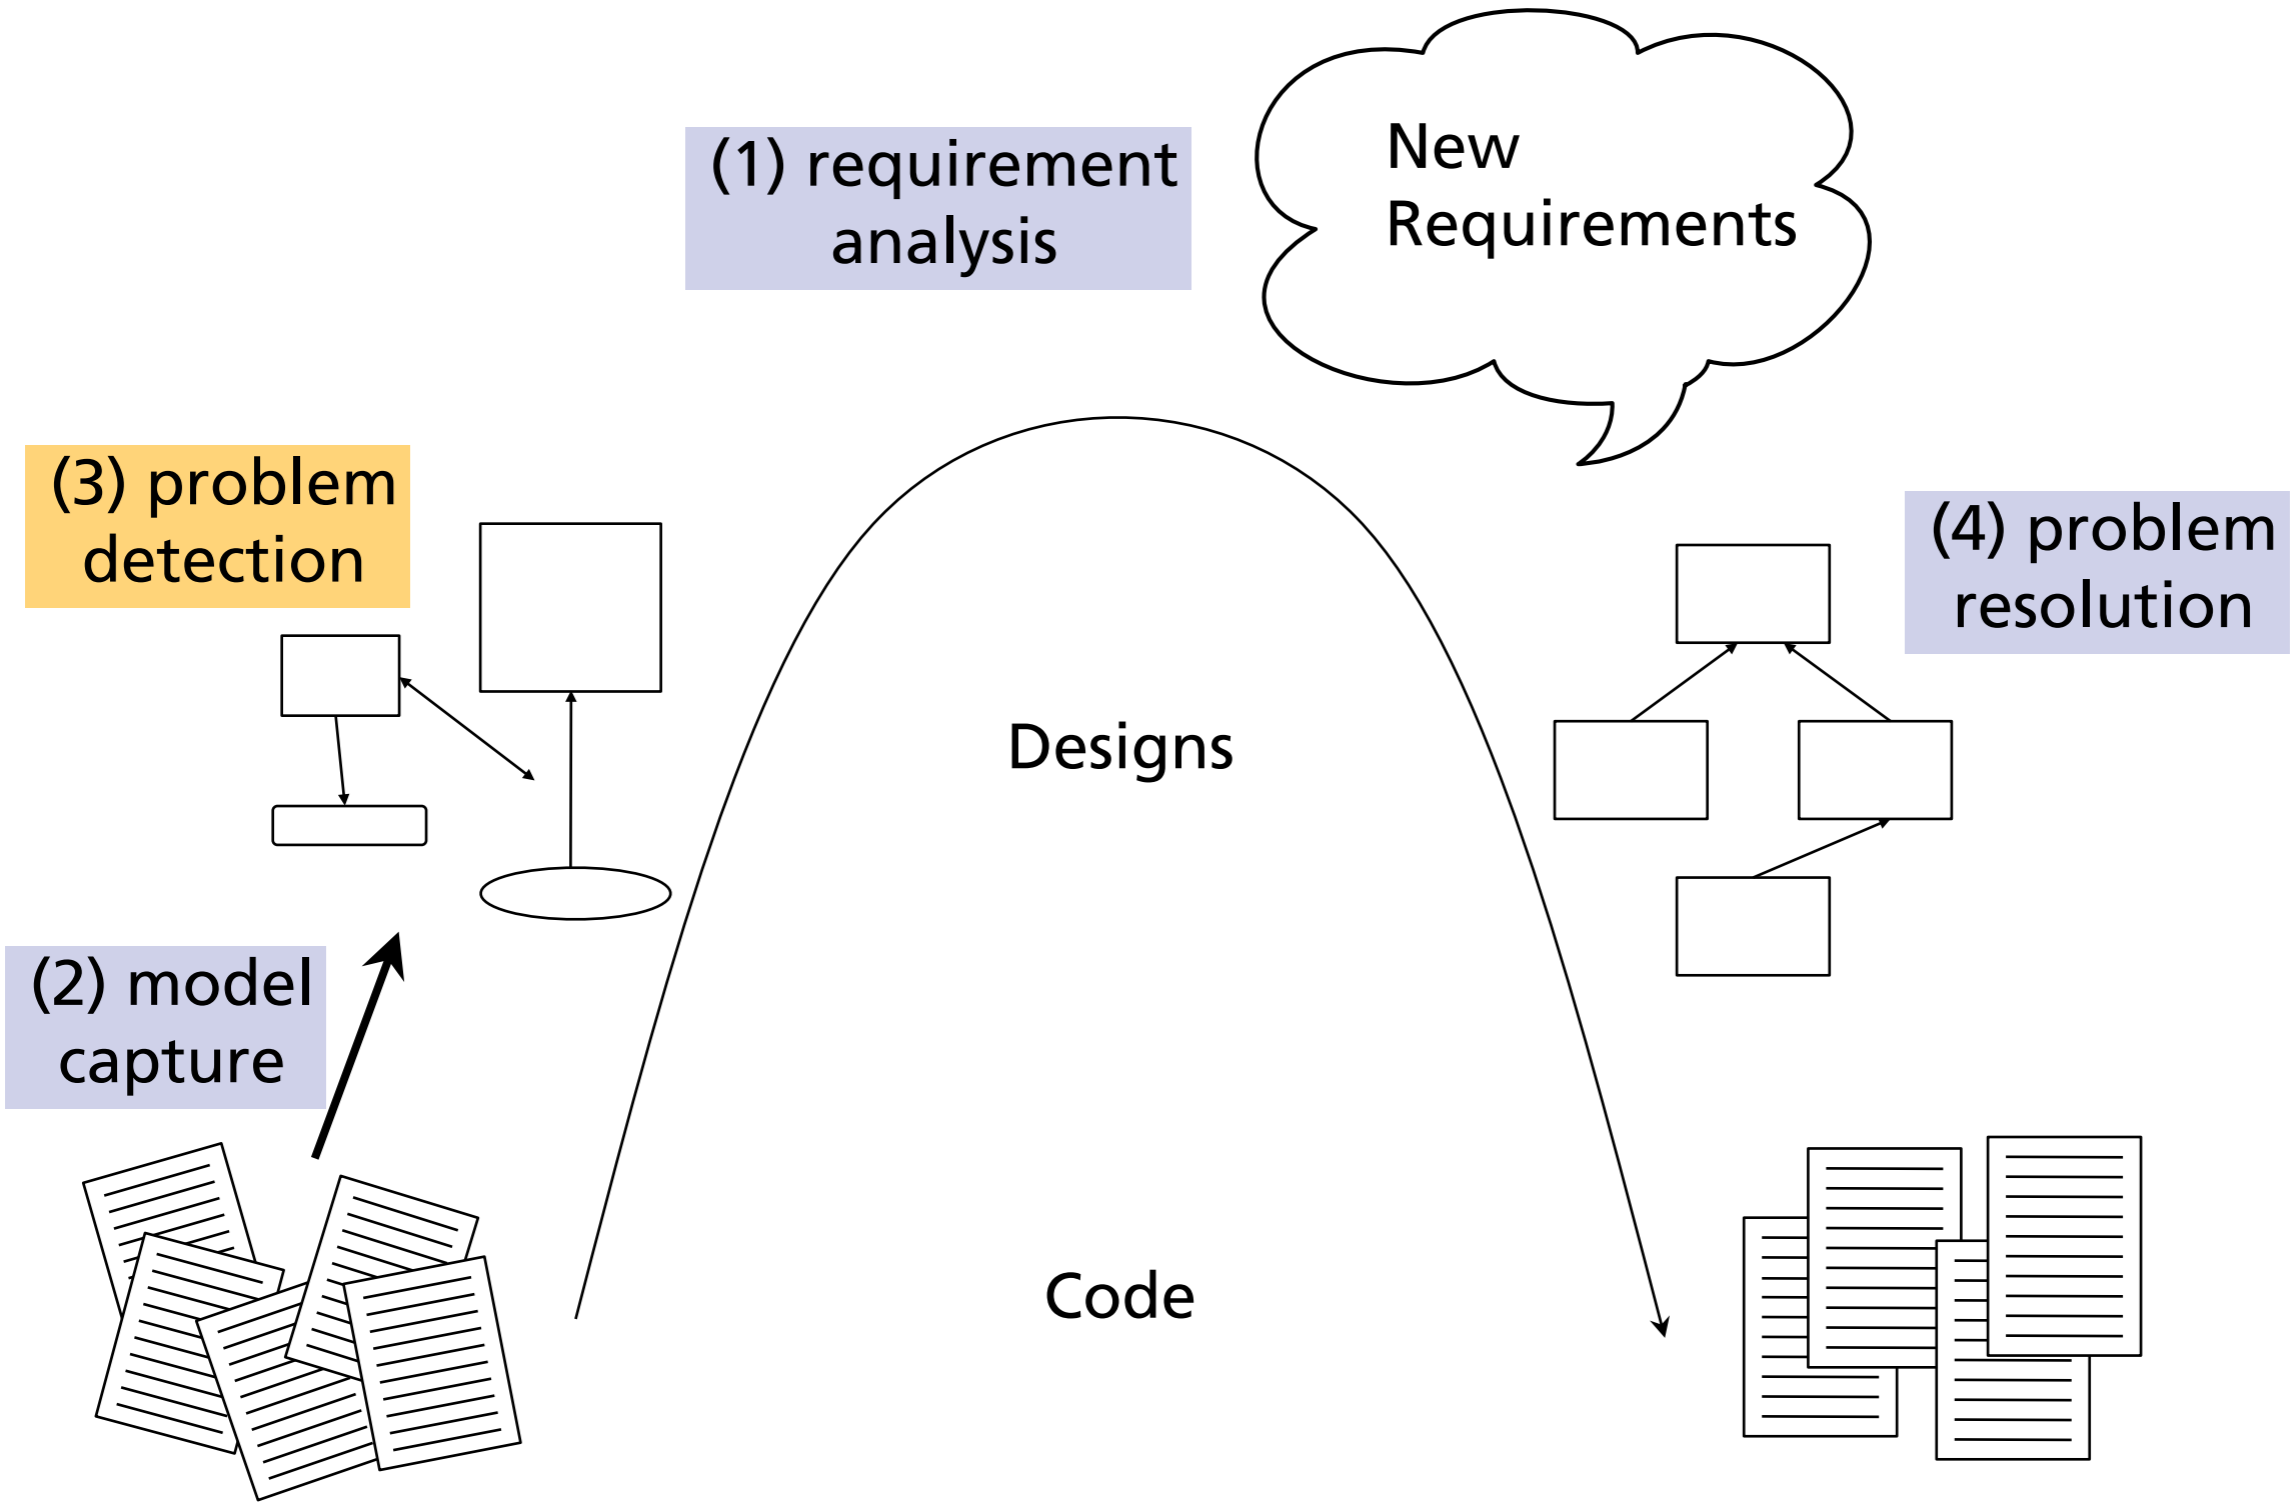 (1) requirement
analysis
New
Requirements
(3) problem
detection
(4) problem
resolution
Designs
(2) model
capture
Code